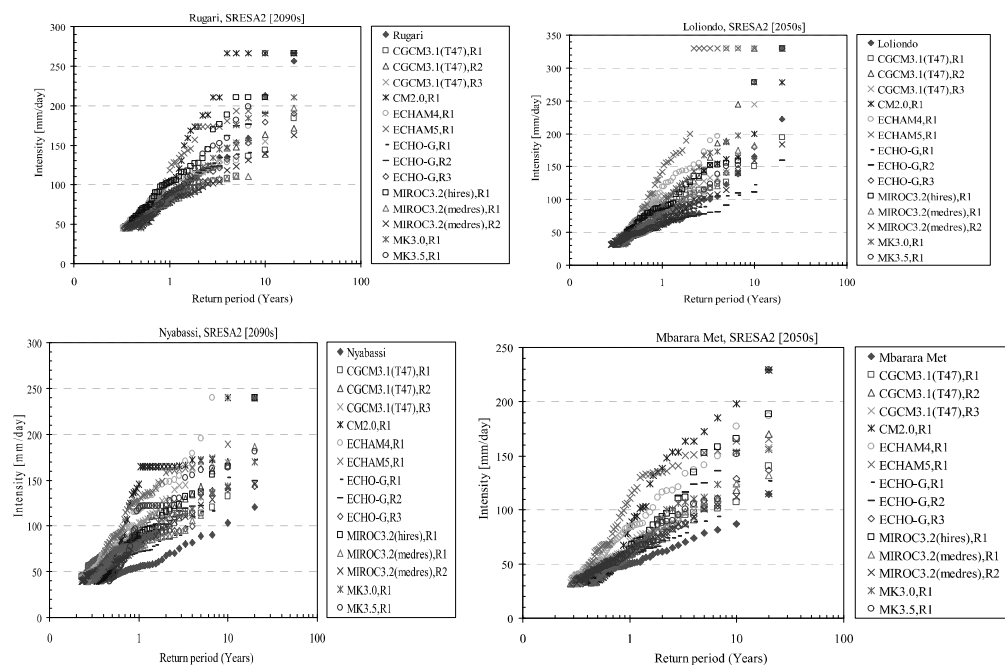 Rugari, SRESA2 [2090s]
300
250
200
150
100
50
0
Intensity [mm/day]
0
1
10
100
Return period (Years)
Rugari
CGCM3.1(T47),R1
CGCM3.1(T47),R2
CGCM3.1(T47),R3
CM2.0,R1
ECHAM4,R1
ECHAM5,R1
ECHO-G,R1
ECHO-G,R2
ECHO-G,R3
MIROC3.2(hires),R1
MIROC3.2(medres),R1
MIROC3.2(medres),R2
MK3.0,R1
MK3.5,R1
Loliondo, SRESA2 [2050s]
350
300
250
200
150
100
50
0
Intensity [mm/day]
0
1
10
100
Return period (Years)
Loliondo
CGCM3.1(T47),R1
CGCM3.1(T47),R2
CGCM3.1(T47),R3
CM2.0,R1
ECHAM4,R1
ECHAM5,R1
ECHO-G,R1
ECHO-G,R2
ECHO-G,R3
MIROC3.2(hires),R1
MIROC3.2(medres),R1
MIROC3.2(medres),R2
MK3.0,R1
MK3.5,R1
Nyabassi, SRESA2 [2090s]
300
250
200
150
100
50
0
Intensity [mm/day]
0
1
10
100
Return period (Years)
Nyabassi
CGCM3.1(T47),R1
CGCM3.1(T47),R2
CGCM3.1(T47),R3
CM2.0,R1
ECHAM4,R1
ECHAM5,R1
ECHO-G,R1
ECHO-G,R2
ECHO-G,R3
MIROC3.2(hires),R1
MIROC3.2(medres),R1
MIROC3.2(medres),R2
MK3.0,R1
MK3.5,R1
Mbarara Met, SRESA2 [2050s]
250
200
150
100
50
0
Intensity [mm/day]
0
1
10
100
Return period (Years)
Mbarara Met
CGCM3.1(T47),R1
CGCM3.1(T47),R2
CGCM3.1(T47),R3
CM2.0,R1
ECHAM4,R1
ECHAM5,R1
ECHO-G,R1
ECHO-G,R2
ECHO-G,R3
MIROC3.2(hires),R1
MIROC3.2(medres),R1
MIROC3.2(medres),R2
MK3.0,R1
MK3.5,R1